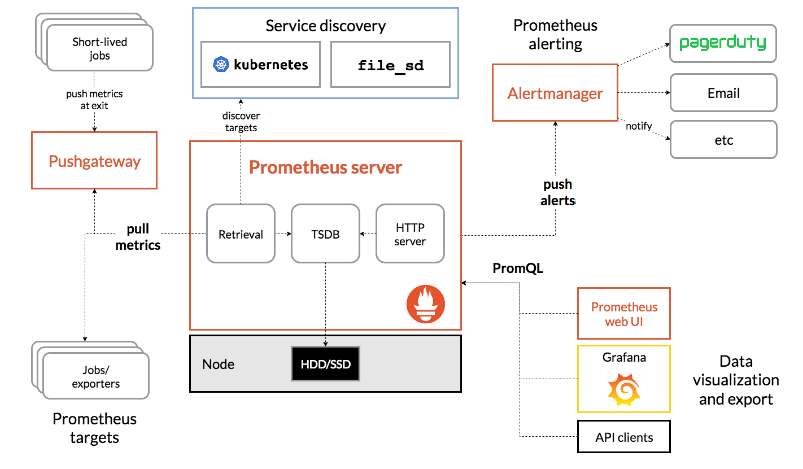 Short-lived
jobs
push metrics
at exit
Pushgateway
pull
metrics
Jobs/
exporters
Prometheus
targets
Service discovery
kubernetes
file_sd
discover
targets
Prometheus server
Retrieval
TSDB
HTTP
server
Node
HDD/SSD
Prometheus
alerting
Alertmanager
pagerduty
Email
etc
notify
push
alerts
PromQL
Prometheus
web UI
Grafana
API clients
Data
visualization
and export